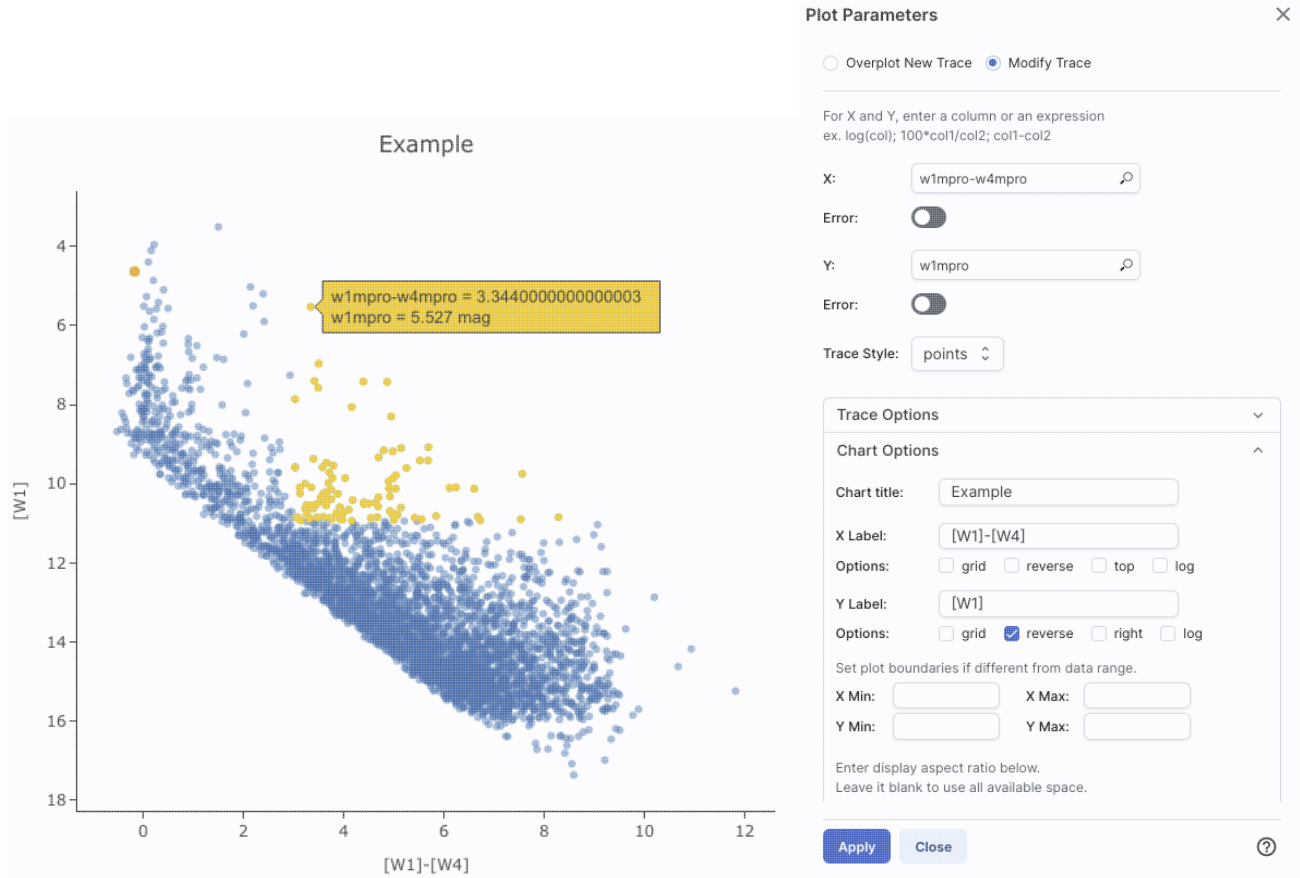 Plot Parameters
Overplot New Trace
Modify Trace
For X and Y, enter a column or an expression
ex. log(col); 100*col1/col2; col1-col2
X:
w1mpro-w4mpro
Error:
Y:
w1mpro
Error:
Trace Style:
points
Trace Options
Chart Options
Chart title:
Example
X Label:
[W1]-[W4]
Options:
grid
reverse
top
log
Y Label:
[W1]
Options:
grid
reverse
right
log
Set plot boundaries if different from data range.
X Min:
X Max:
Y Min:
Y Max:
Enter display aspect ratio below.
Leave it blank to use all available space.
Apply
Close
Example
w1mpro-w4mpro = 3.3440000000000003
w1mpro = 5.527 mag
4
6
8
10
12
14
16
18
[W1]
0
2
4
6
8
10
12
[W1]-[W4]